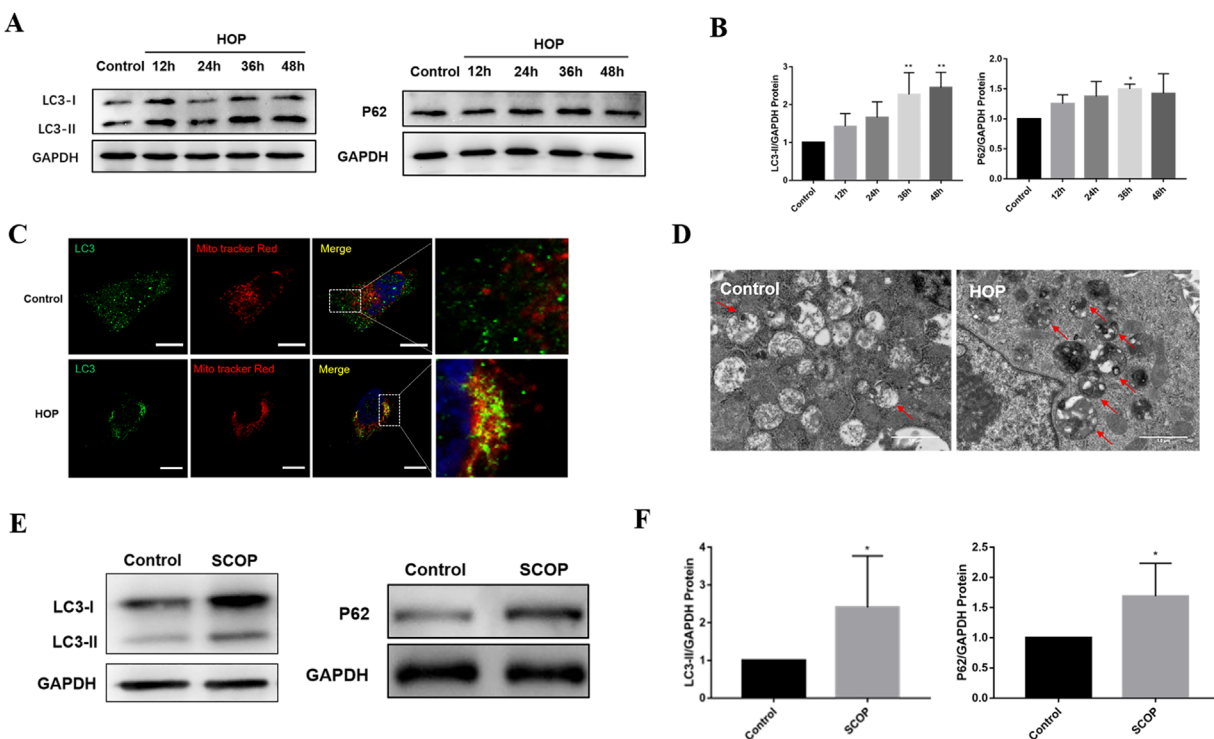 A
HOP
Control 12h 24h 36h 48h
LC3-I
LC3-II
GAPDH
HOP
Control 12h 24h 36h 48h
P62
GAPDH
B
LC3-II/GAPDH Protein
3
2
1
0
** **
Control 12h 24h 36h 48h
P62/GAPDH Protein
2.0
1.5
1.0
0.5
0.0
*
Control 12h 24h 36h 48h
C
LC3 Mito tracker Red Merge
Control
LC3 Mito tracker Red Merge
HOP
D
Control
HOP
E
Control SCOP
LC3-I
LC3-II
GAPDH
Control SCOP
P62
GAPDH
F
LC3-II/GAPDH Protein
4
3
2
1
0
*
Control SCOP
P62/GAPDH Protein
2.5
2.0
1.5
1.0
0.5
0.0
*
Control SCOP